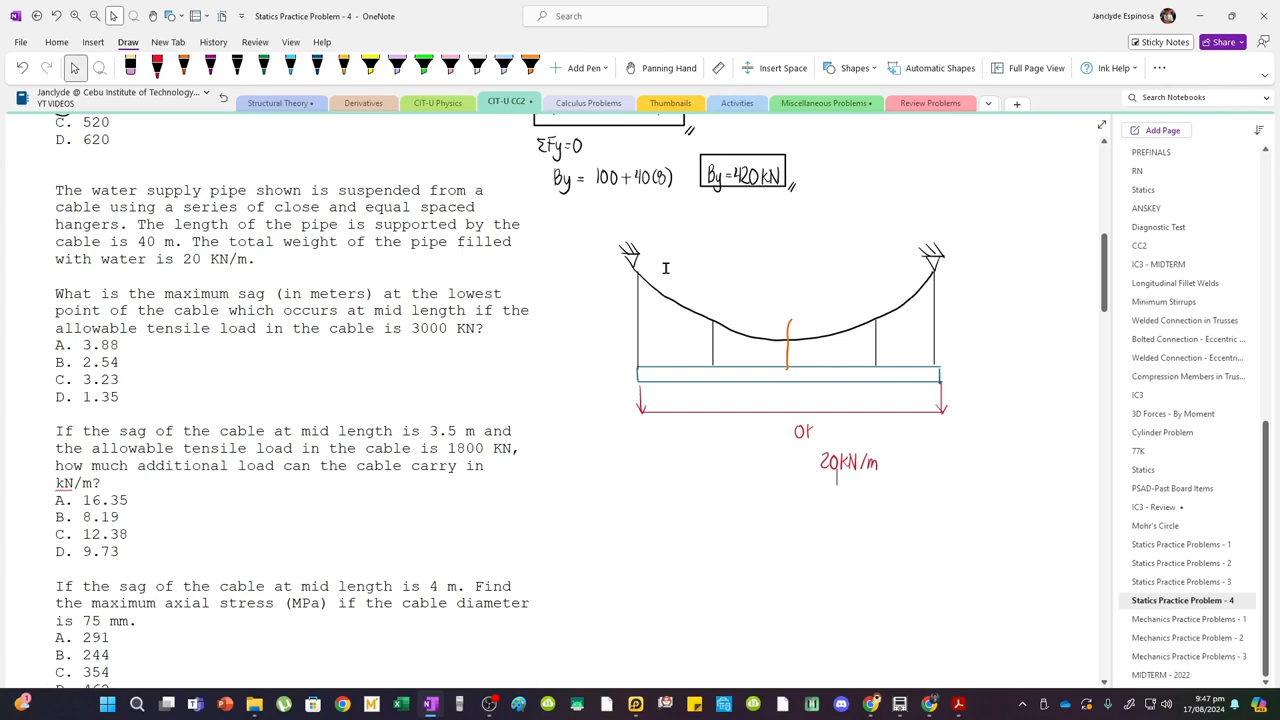 Statics Practice Problem - 4 - OneNote
Search
Janclyde Espinosa
File Home Insert Draw New Tab History Review View Help
Sticky Notes
Share
Add Pen
Panning Hand
Insert Space
Shapes
Automatic Shapes
Full Page View
Ink Help
Janclyde @ Cebu Institute of Technology...
YT VIDEOS
Structural Theory
Derivatives
CIT-U Physics
CIT-U CC2
Calculus Problems
Thumbnails
Activities
Miscellaneous Problems
Review Problems
Search Notebooks
Add Page
C. 520
D. 620
ΣFy=0
By = 100+40(8)
By=420KN
The water supply pipe shown is suspended from a
cable using a series of close and equal spaced
hangers. The length of the pipe is supported by the
cable is 40 m. The total weight of the pipe filled
with water is 20 KN/m.
What is the maximum sag (in meters) at the lowest
point of the cable which occurs at mid length if the
allowable tensile load in the cable is 3000 KN?
A. 3.88
B. 2.54
C. 3.23
D. 1.35
If the sag of the cable at mid length is 3.5 m and
the allowable tensile load in the cable is 1800 KN,
how much additional load can the cable carry in
kN/m?
A. 16.35
B. 8.19
C. 12.38
D. 9.73
If the sag of the cable at mid length is 4 m. Find
the maximum axial stress (MPa) if the cable diameter
is 75 mm.
A. 291
B. 244
C. 354
20KN/m
PREFINALS
RN
Statics
ANSKEY
Diagnostic Test
CC2
IC3 - MIDTERM
Longitudinal Fillet Welds
Minimum Stirrups
Welded Connection in Trusses
Bolted Connection - Eccentric ...
Welded Connection - Eccentri...
Compression Members in Trus...
IC3
3D Forces - By Moment
Cylinder Problem
77K
Statics
PSAD-Past Board Items
IC3 - Review
Mohr's Circle
Statics Practice Problems - 1
Statics Practice Problems - 2
Statics Practice Problems - 3
Statics Practice Problem - 4
Mechanics Practice Problems - 1
Mechanics Practice Problem - 2
Mechanics Practice Problems - 3
MIDTERM - 2022
9:47 pm
17/08/2024